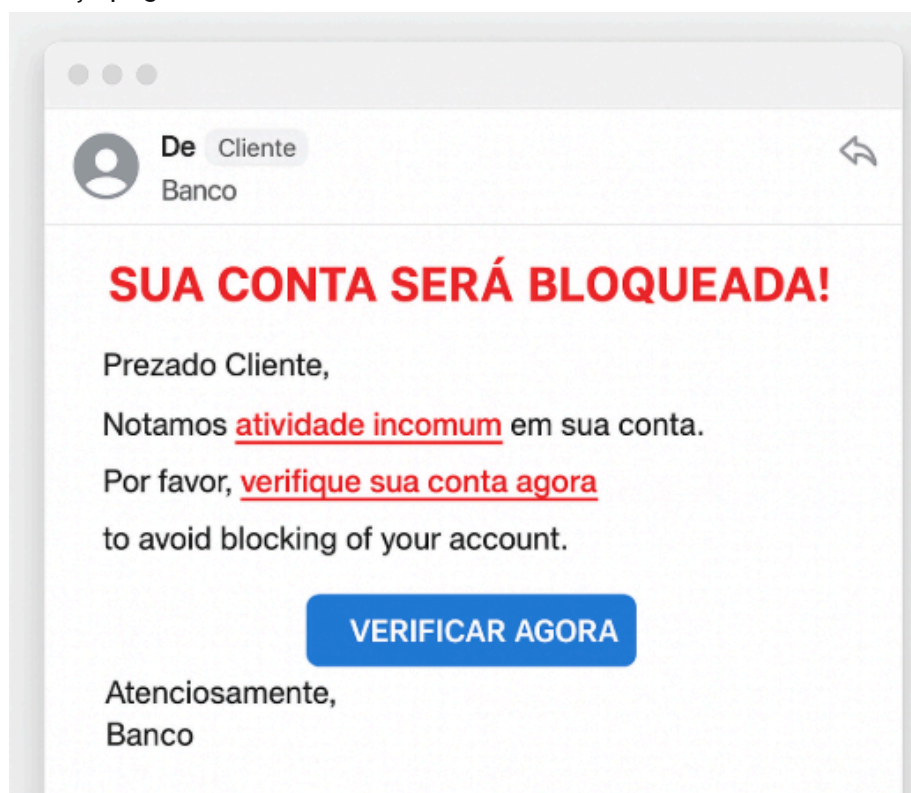 De Cliente
Banco
SUA CONTA SERÁ BLOQUEADA!
Prezado Cliente,
Notamos atividade incomum em sua conta.
Por favor, verifique sua conta agora
to avoid blocking of your account.
VERIFICAR AGORA
Atenciosamente,
Banco